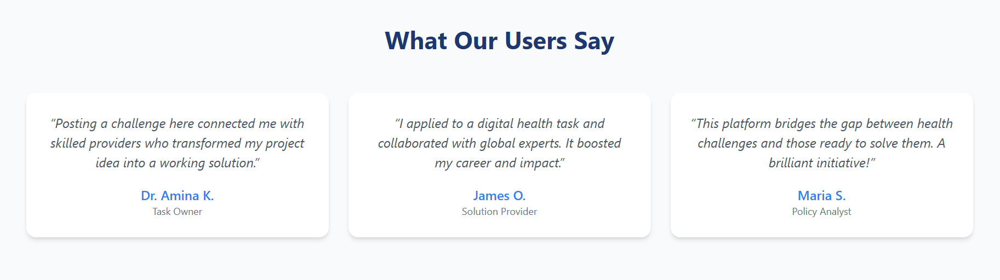 What Our Users Say
“Posting a challenge here connected me with
skilled providers who transformed my project
idea into a working solution.”
Dr. Amina K.
Task Owner
“I applied to a digital health task and
collaborated with global experts. It boosted
my career and impact.”
James O.
Solution Provider
“This platform bridges the gap between health
challenges and those ready to solve them. A
brilliant initiative!”
Maria S.
Policy Analyst